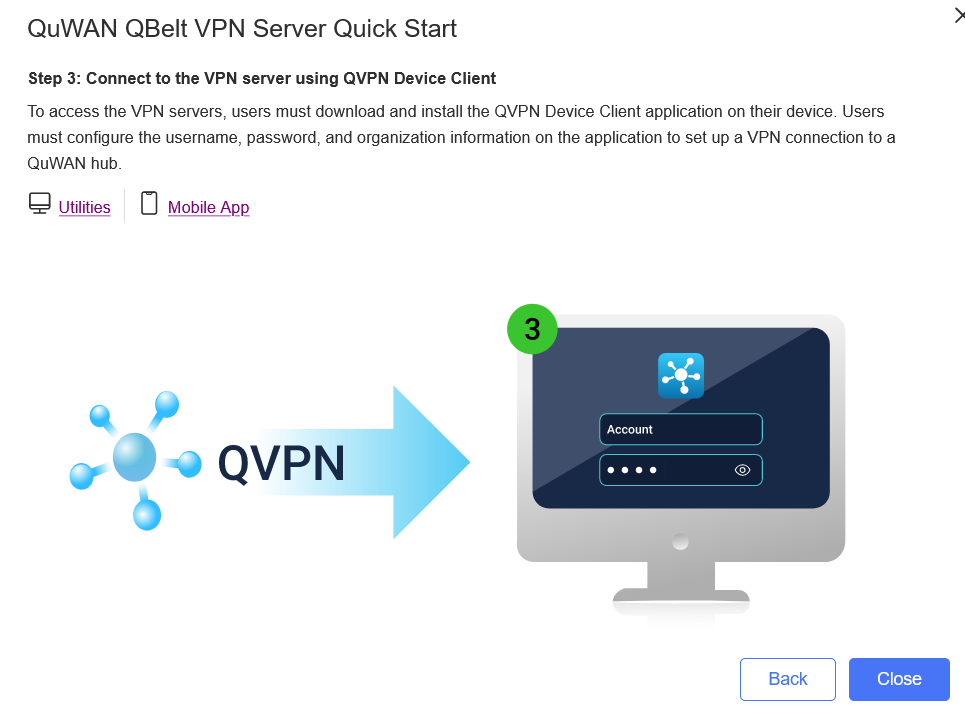 QuWAN QBelt VPN Server Quick Start
Step 3: Connect to the VPN server using QVPN Device Client
To access the VPN servers, users must download and install the QVPN Device Client application on their device. Users
must configure the username, password, and organization information on the application to set up a VPN connection to a
QuWAN hub.
Utilities
Mobile App
3
QVPN
Account
Back
Close